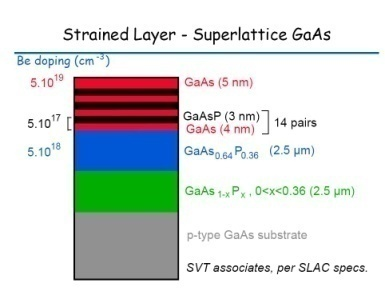 Strained Layer - Superlattice GaAs
Be doping (cm⁻³)
5.10¹⁹ GaAs (5 nm)
5.10¹⁷ [ GaAsP (3 nm) ] 14 pairs
GaAs (4 nm)
5.10¹⁸ GaAs₀.₆₄P₀.₃₆ (2.5 µm)
GaAs ₁₋ₓPₓ , 0<x<0.36 (2.5 µm)
p-type GaAs substrate
SVT associates, per SLAC specs.